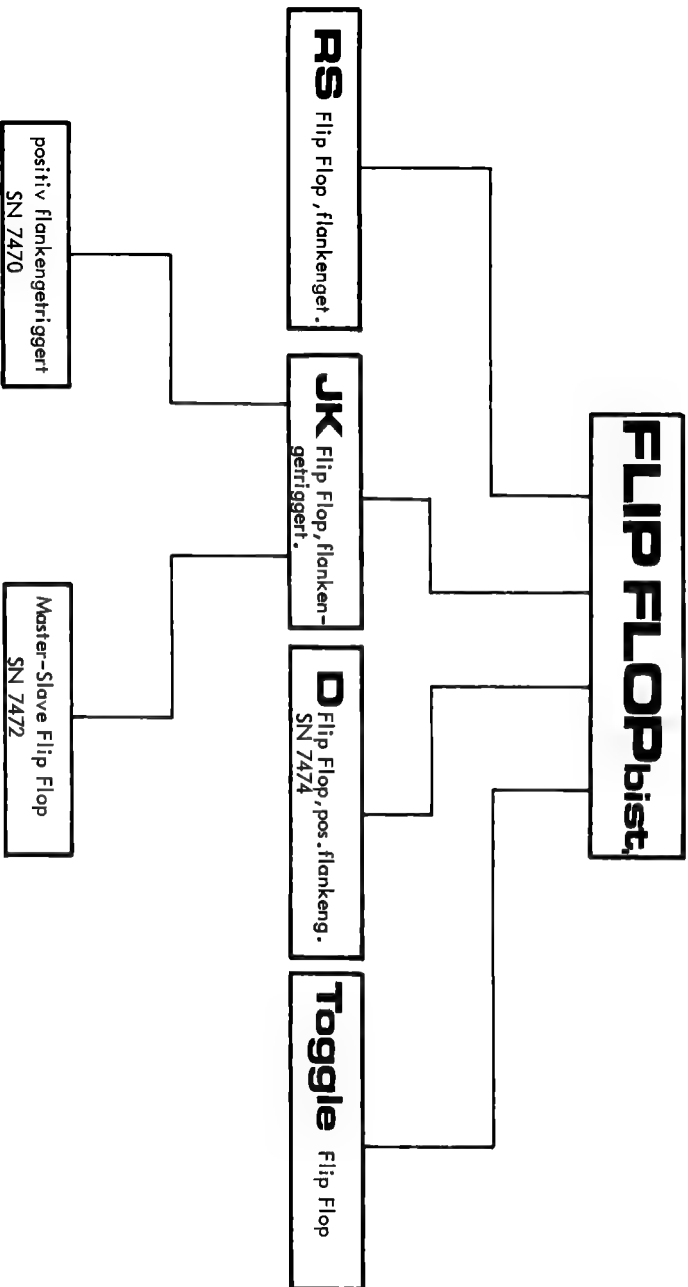 FLIP FLOP bist.
RS Flip Flop, flankenget.
JK Flip Flop, flanken-
getriggert.
D Flip Flop, pos. flankeng.
SN 7474
Toggle Flip Flop
positiv flankengetriggert
SN 7470
Master-Slave Flip Flop
SN 7472